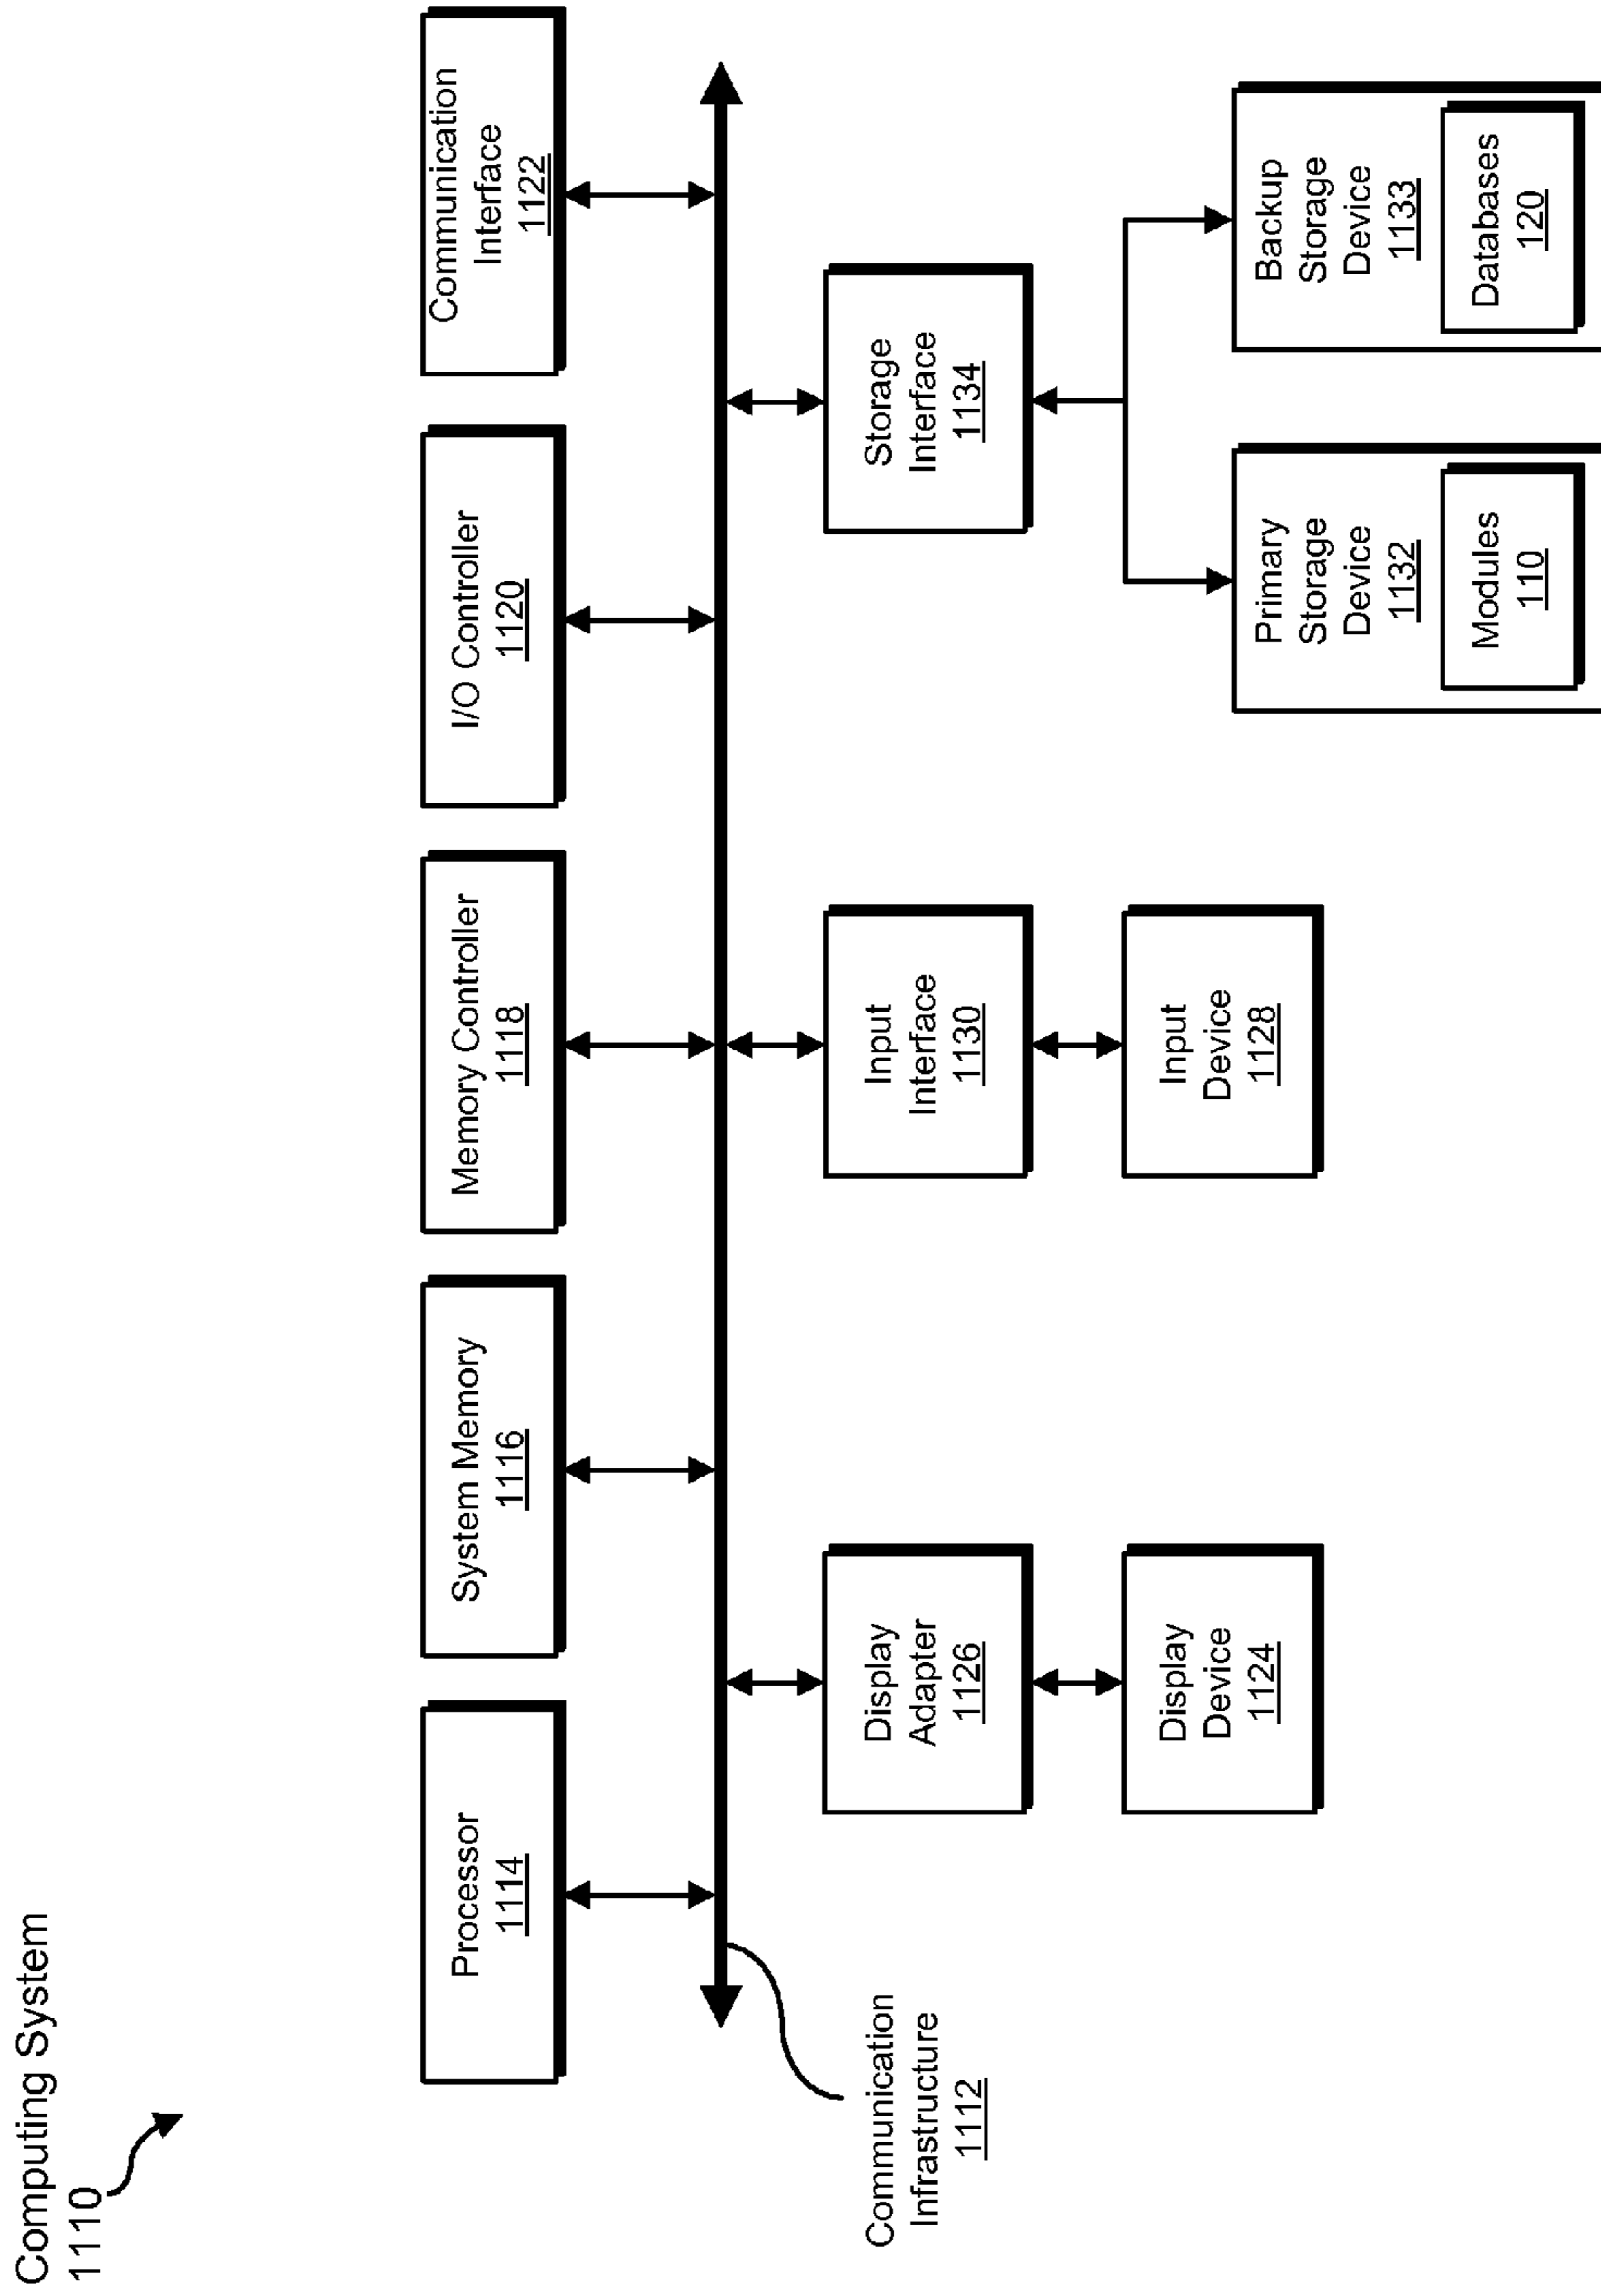 Computing System
1110
Processor
1114
System Memory
1116
Memory Controller
1118
I/O Controller
1120
Communication
Interface
1122
Communication
Infrastructure
1112
Display
Adapter
1126
Input
Interface
1130
Storage
Interface
1134
Display
Device
1124
Input
Device
1128
Primary
Storage
Device
1132
Modules
110
Backup
Storage
Device
1133
Databases
120